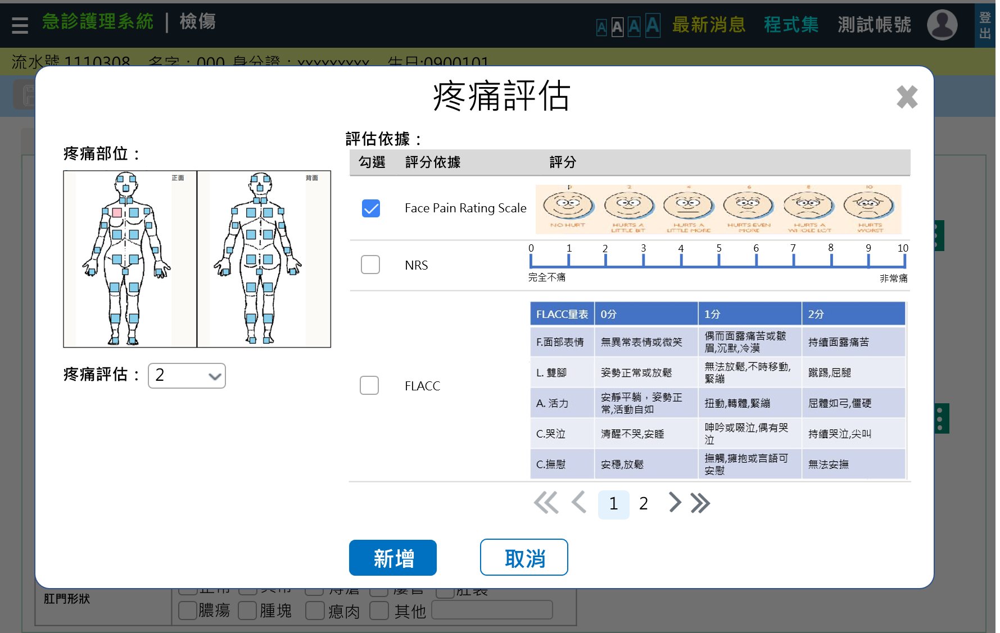 急診護理系統 | 檢傷
A A A A 最新消息 程式集 測試帳號
登出
流水號 1110308 名字：000 身分證：xxxxxxxxx 生日:0900101
疼痛評估
疼痛部位：
正面 背面
疼痛評估： 2
評估依據：
勾選 評分依據 評分
Face Pain Rating Scale
0 2 4 6 8 10
NO HURT
HURTS A LITTLE BIT
HURTS A LITTLE MORE
HURTS EVEN MORE
HURTS A WHOLE LOT
HURTS WORST
NRS
0 1 2 3 4 5 6 7 8 9 10
完全不痛 非常痛
FLACC
FLACC量表 0分 1分 2分
F.面部表情 無異常表情或微笑 偶而面露痛苦或皺眉,沉默,冷漠 持續面露痛苦
L. 雙腳 姿勢正常或放鬆 無法放鬆,不時移動,緊繃 蹴踢,屈腿
A. 活力 安靜平躺，姿勢正常,活動自如 扭動,轉體,緊繃 屈體如弓,僵硬
C.哭泣 清醒不哭,安睡 呻吟或啜泣,偶有哭泣 持續哭泣,尖叫
C.撫慰 安穩,放鬆 撫觸,擁抱或言語可安慰 無法安撫
1 2
新增 取消
肛門形狀
膿瘍 腫塊 瘜肉 其他